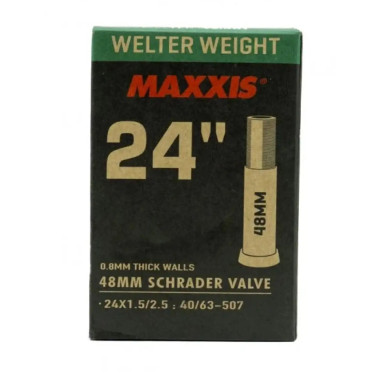 WELTER WEIGHT
MAXXIS®
24"
48MM
0.8MM THICK WALLS
48MM SCHRADER VALVE
·24X1.5/2.5 : 40/63-507